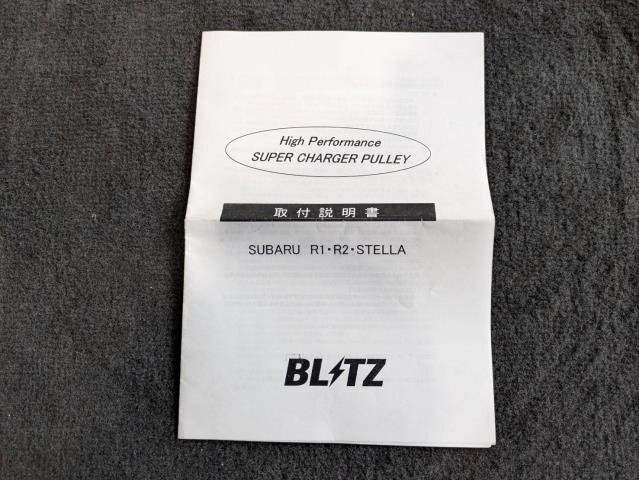 High Performance
SUPER CHARGER PULLEY
取付説明書
SUBARU R1・R2・STELLA
BLITZ